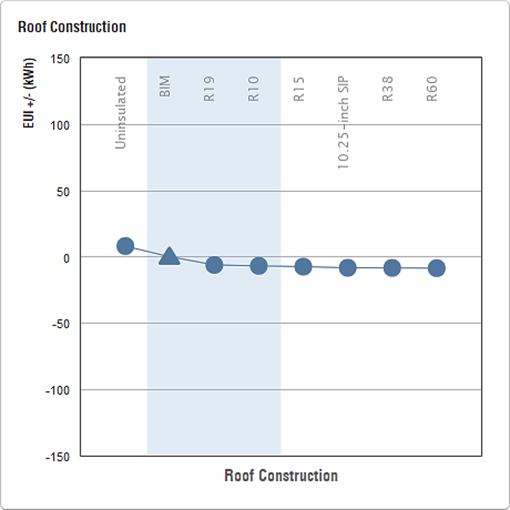 Roof Construction
EUI +/- (kWh)
150
100
50
0
-50
-100
-150
Uninsulated
BIM
R19
R10
R15
10.25-inch SIP
R38
R60
Roof Construction